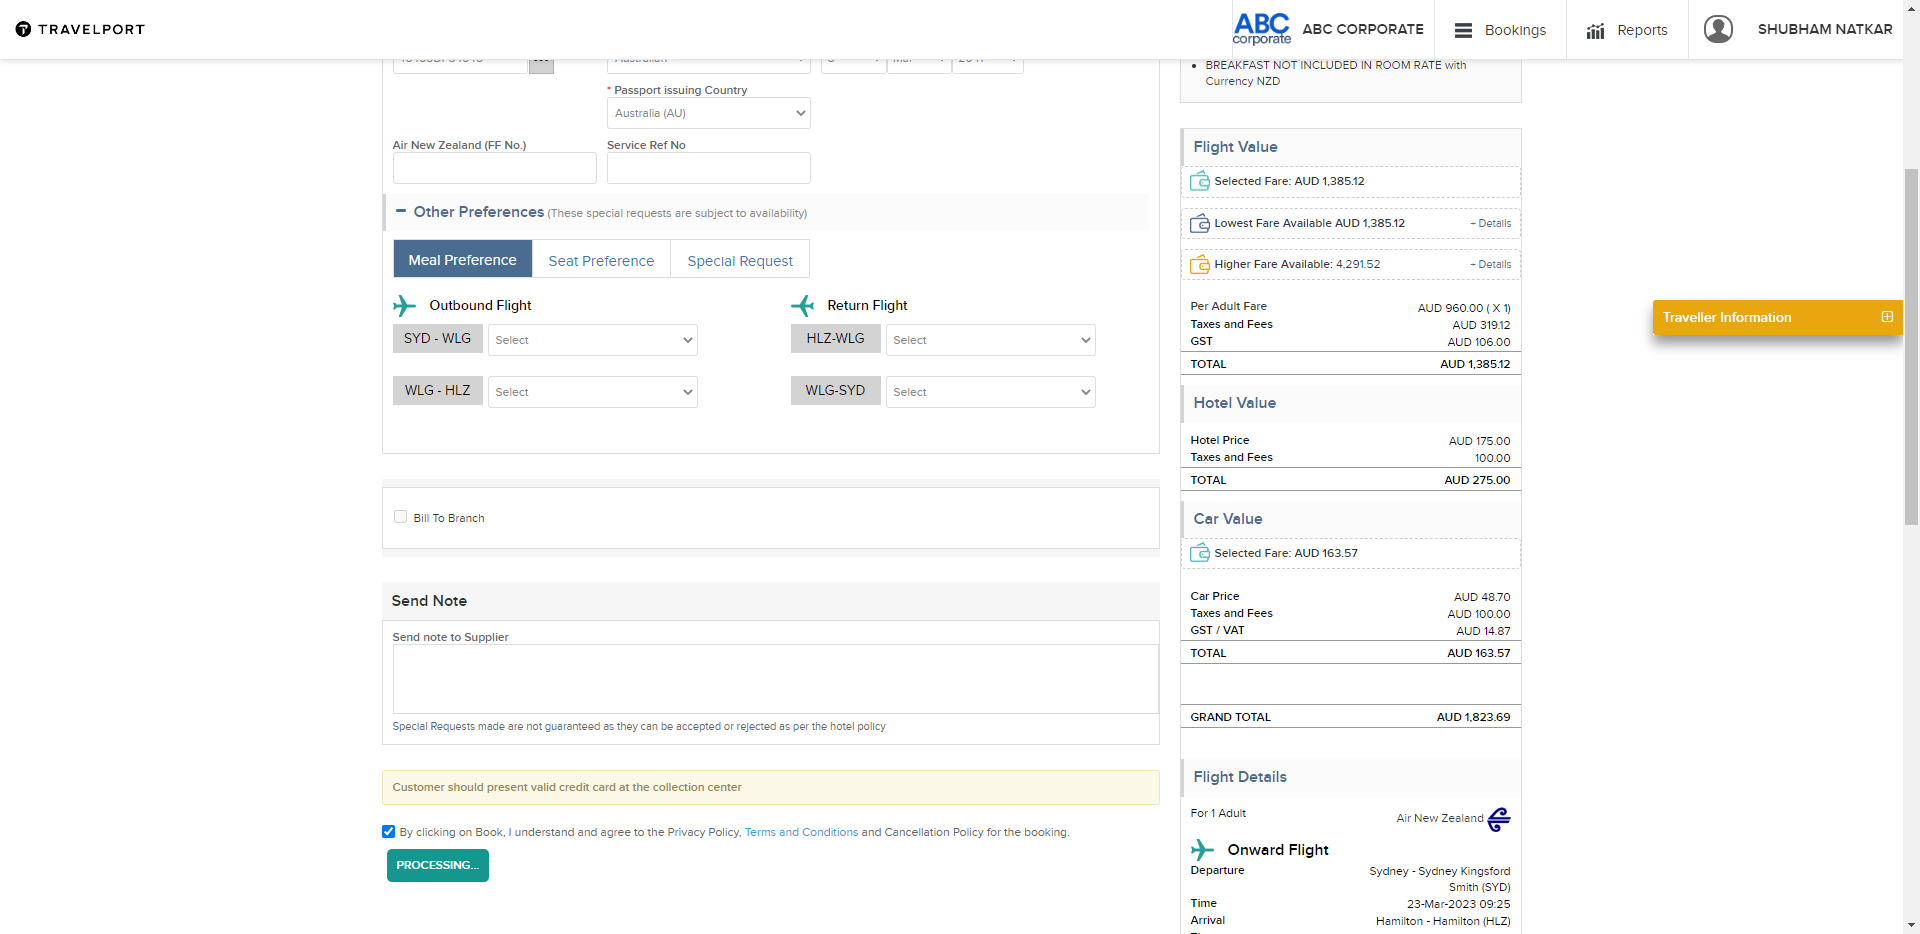 TRAVELPORT
ABC
corporate
ABC CORPORATE
Bookings
Reports
SHUBHAM NATKAR
* Passport issuing Country
Australia (AU)
Air New Zealand (FF No.)
Service Ref No
Other Preferences (These special requests are subject to availability)
Meal Preference
Seat Preference
Special Request
Outbound Flight
Return Flight
SYD - WLG
Select
HLZ-WLG
Select
WLG - HLZ
Select
WLG-SYD
Select
Bill To Branch
Send Note
Send note to Supplier
Special Requests made are not guaranteed as they can be accepted or rejected as per the hotel policy
Customer should present valid credit card at the collection center
By clicking on Book, I understand and agree to the Privacy Policy, Terms and Conditions and Cancellation Policy for the booking.
PROCESSING...
BREAKFAST NOT INCLUDED IN ROOM RATE with
Currency NZD
Flight Value
Selected Fare: AUD 1,385.12
Lowest Fare Available AUD 1,385.12
+ Details
Higher Fare Available: 4,291.52
+ Details
Per Adult Fare AUD 960.00 ( X 1)
Taxes and Fees AUD 319.12
GST AUD 106.00
TOTAL AUD 1,385.12
Hotel Value
Hotel Price AUD 175.00
Taxes and Fees 100.00
TOTAL AUD 275.00
Car Value
Selected Fare: AUD 163.57
Car Price AUD 48.70
Taxes and Fees AUD 100.00
GST / VAT AUD 14.87
TOTAL AUD 163.57
GRAND TOTAL AUD 1,823.69
Flight Details
For 1 Adult
Air New Zealand
Onward Flight
Departure Sydney - Sydney Kingsford
Smith (SYD)
Time 23-Mar-2023 09:25
Arrival Hamilton - Hamilton (HLZ)
Traveller Information